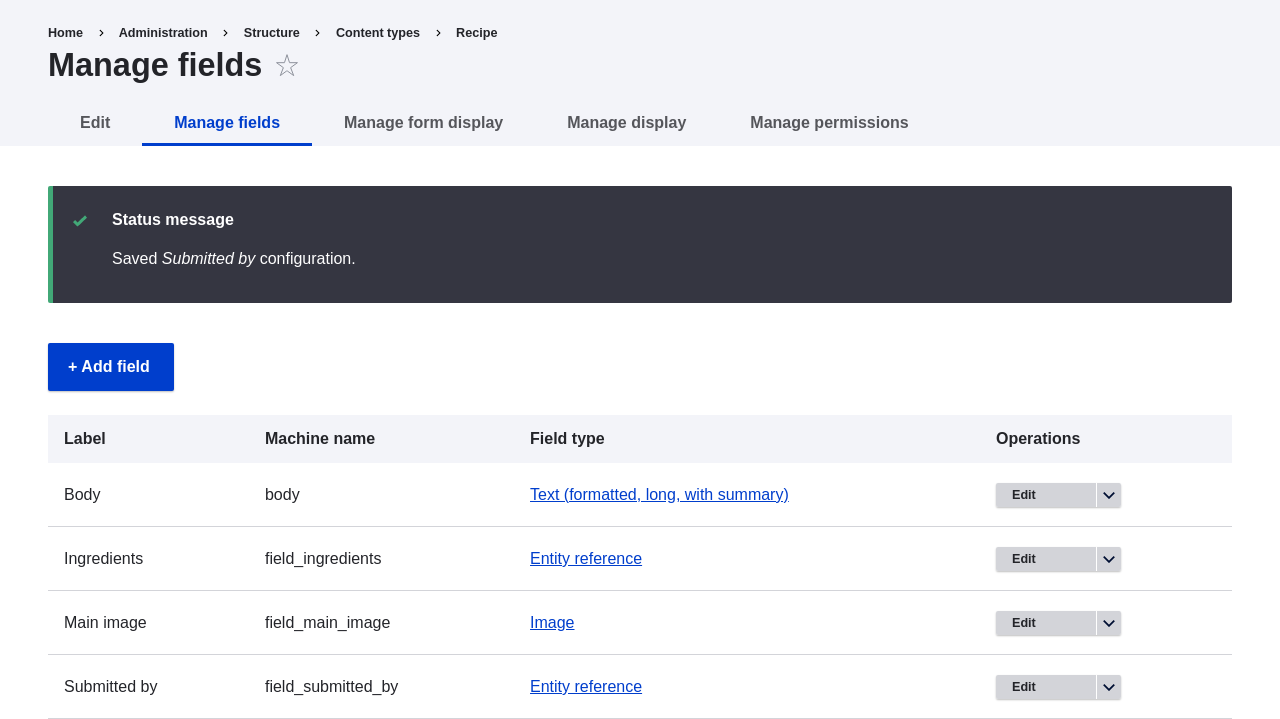 Home Administration Structure Content types Recipe
Manage fields
Edit Manage fields Manage form display Manage display Manage permissions
Status message
Saved Submitted by configuration.
+ Add field
Label Machine name Field type Operations
Body body Text (formatted, long, with summary) Edit
Ingredients field_ingredients Entity reference Edit
Main image field_main_image Image Edit
Submitted by field_submitted_by Entity reference Edit